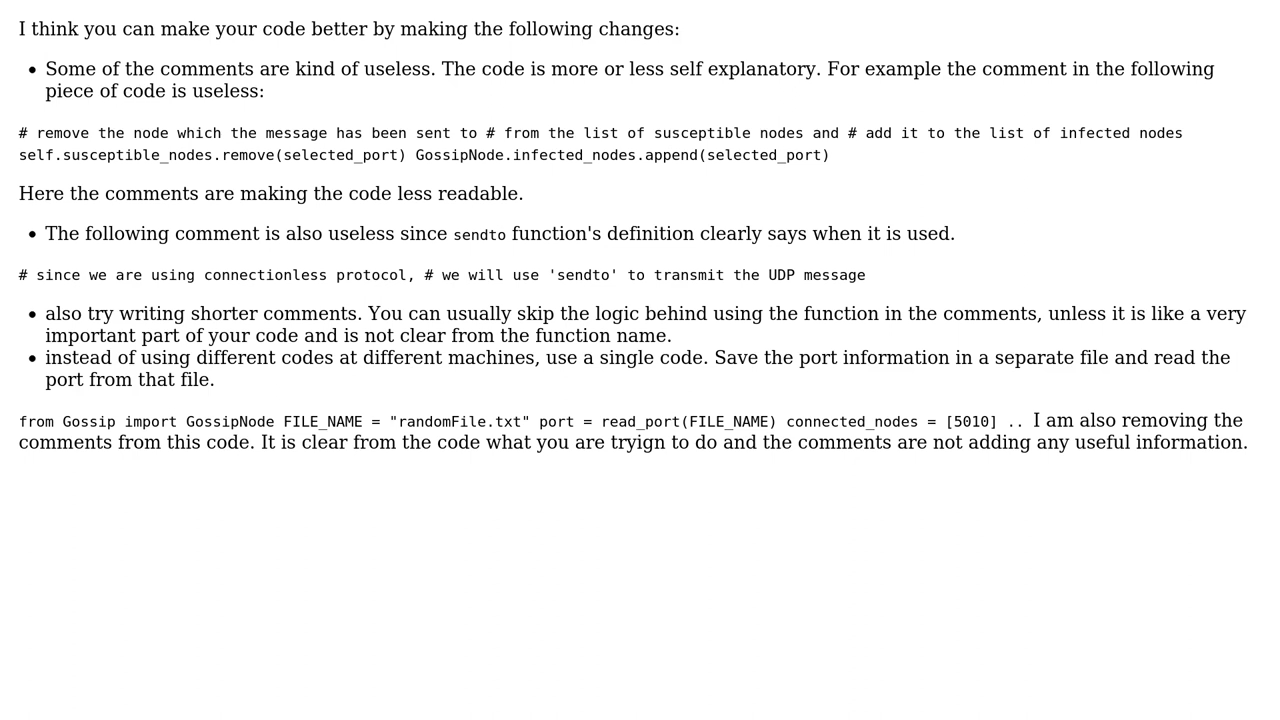 I think you can make your code better by making the following changes:
• Some of the comments are kind of useless. The code is more or less self explanatory. For example the comment in the following
piece of code is useless:
# remove the node which the message has been sent to # from the list of susceptible nodes and # add it to the list of infected nodes
self.susceptible_nodes.remove(selected_port) GossipNode.infected_nodes.append(selected_port)
Here the comments are making the code less readable.
• The following comment is also useless since sendto function's definition clearly says when it is used.
# since we are using connectionless protocol, # we will use 'sendto' to transmit the UDP message
• also try writing shorter comments. You can usually skip the logic behind using the function in the comments, unless it is like a very
important part of your code and is not clear from the function name.
• instead of using different codes at different machines, use a single code. Save the port information in a separate file and read the
port from that file.
from Gossip import GossipNode FILE_NAME = "randomFile.txt" port = read_port(FILE_NAME) connected_nodes = [5010] .. I am also removing the
comments from this code. It is clear from the code what you are tryign to do and the comments are not adding any useful information.